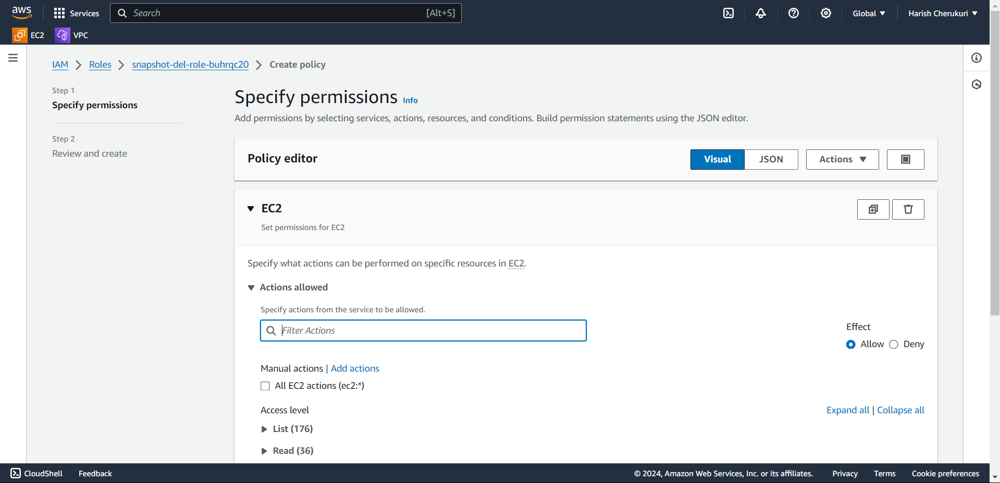 aws
Services
Search
[Alt+S]
Global
Harish Cherukuri
EC2
VPC
IAM > Roles > snapshot-del-role-buhrqc20 > Create policy
Step 1
Specify permissions
Step 2
Review and create
Specify permissions Info
Add permissions by selecting services, actions, resources, and conditions. Build permission statements using the JSON editor.
Policy editor
Visual
JSON
Actions
EC2
Set permissions for EC2
Specify what actions can be performed on specific resources in EC2.
Actions allowed
Specify actions from the service to be allowed.
Filter Actions
Effect
Allow
Deny
Manual actions | Add actions
All EC2 actions (ec2:*)
Access level
Expand all | Collapse all
List (176)
Read (36)
CloudShell
Feedback
© 2024, Amazon Web Services, Inc. or its affiliates.
Privacy
Terms
Cookie preferences